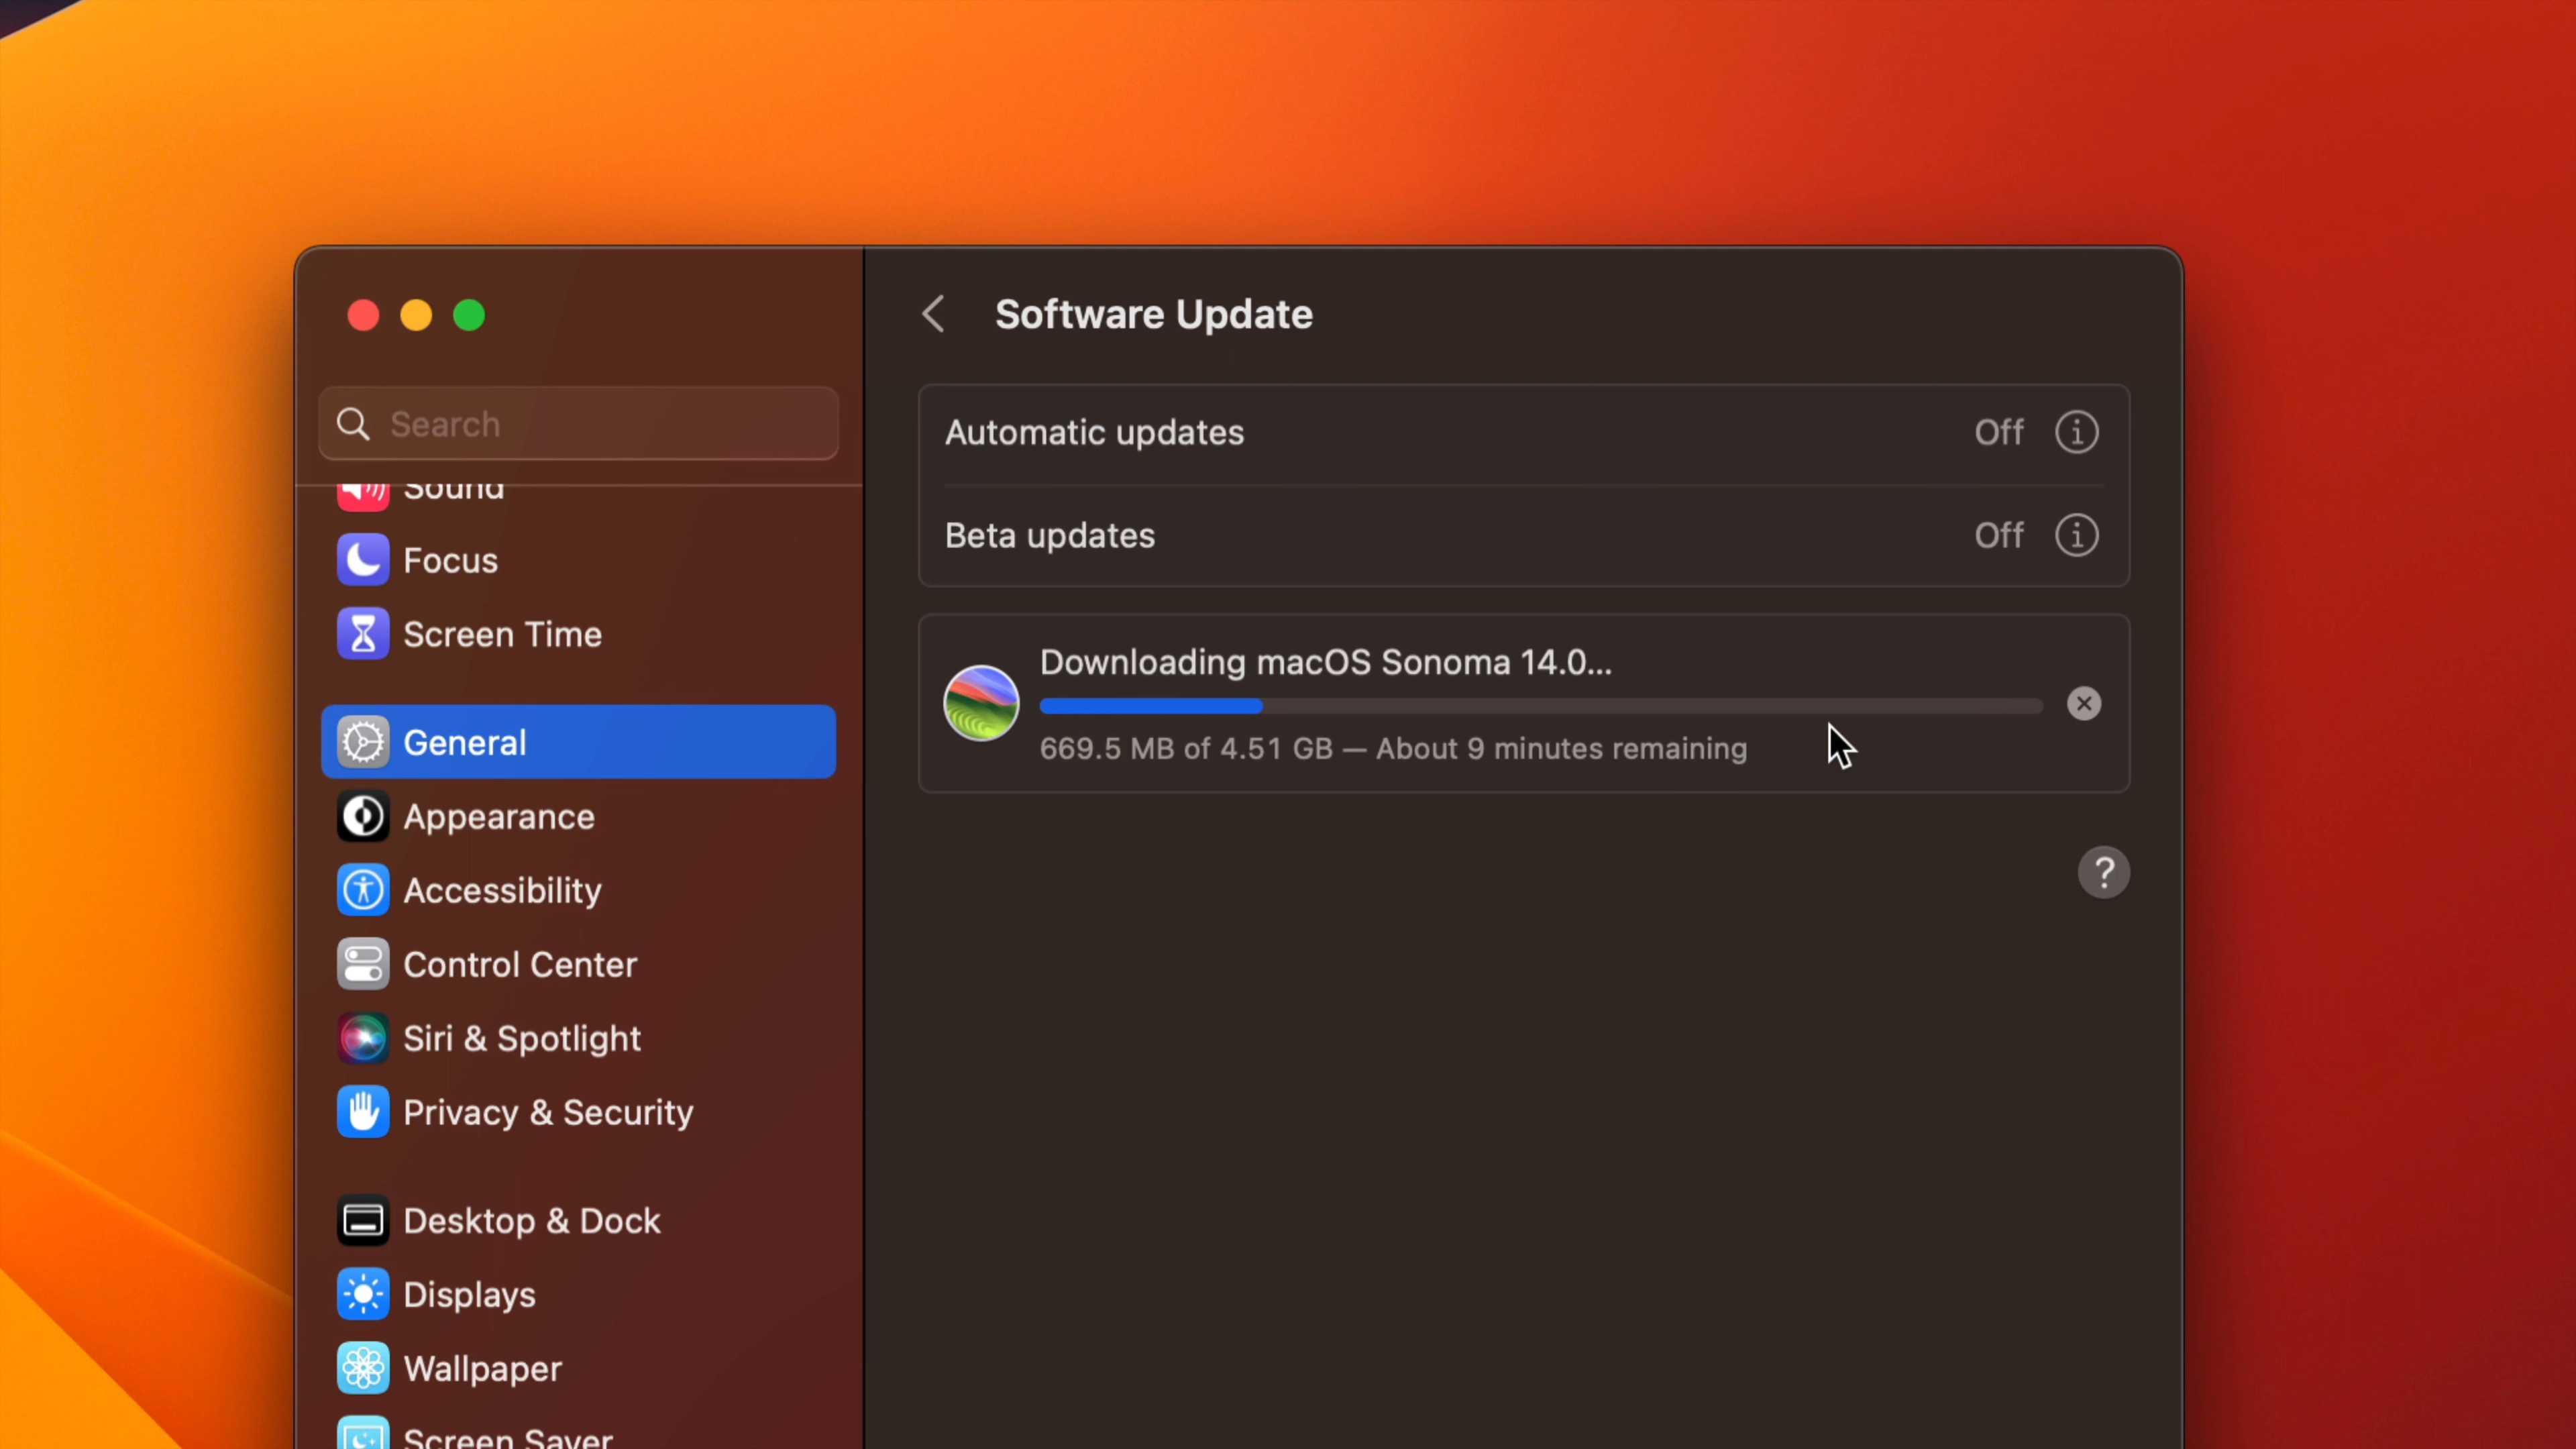 Search
Sound
Focus
Screen Time
General
Appearance
Accessibility
Control Center
Siri & Spotlight
Privacy & Security
Desktop & Dock
Displays
Wallpaper
Screen Saver
Software Update
Automatic updates Off
Beta updates Off
Downloading macOS Sonoma 14.0...
669.5 MB of 4.51 GB — About 9 minutes remaining
?